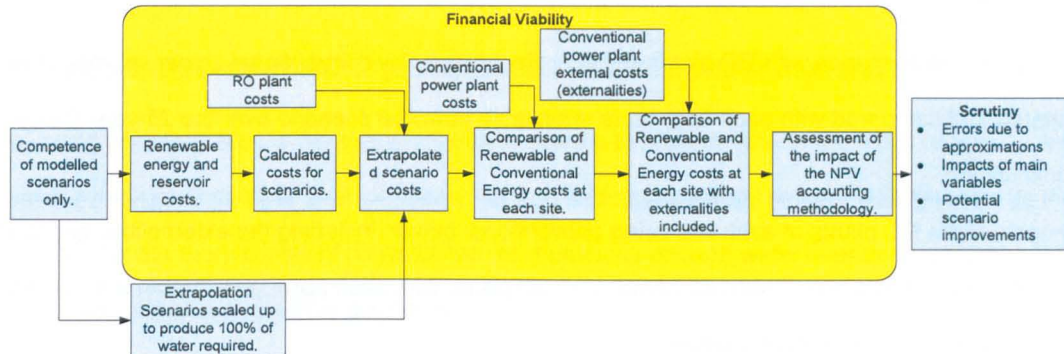 Financial Viability
RO plant
costs
Conventional
power plant
costs
Conventional
power plant
external costs
(externalities)
Competence
of modelled
scenarios
only.
Renewable
energy and
reservoir
costs.
Calculated
costs for
scenarios.
Extrapolate
d scenario
costs
Comparison of
Renewable and
Conventional
Energy costs at
each site.
Comparison of
Renewable and
Conventional
Energy costs at
each site with
externalities
included.
Assessment of
the impact of
the NPV
accounting
methodology.
Scrutiny
• Errors due to
approximations
• Impacts of main
variables
• Potential
scenario
improvements
Extrapolation
Scenarios scaled up
to produce 100% of
water required.